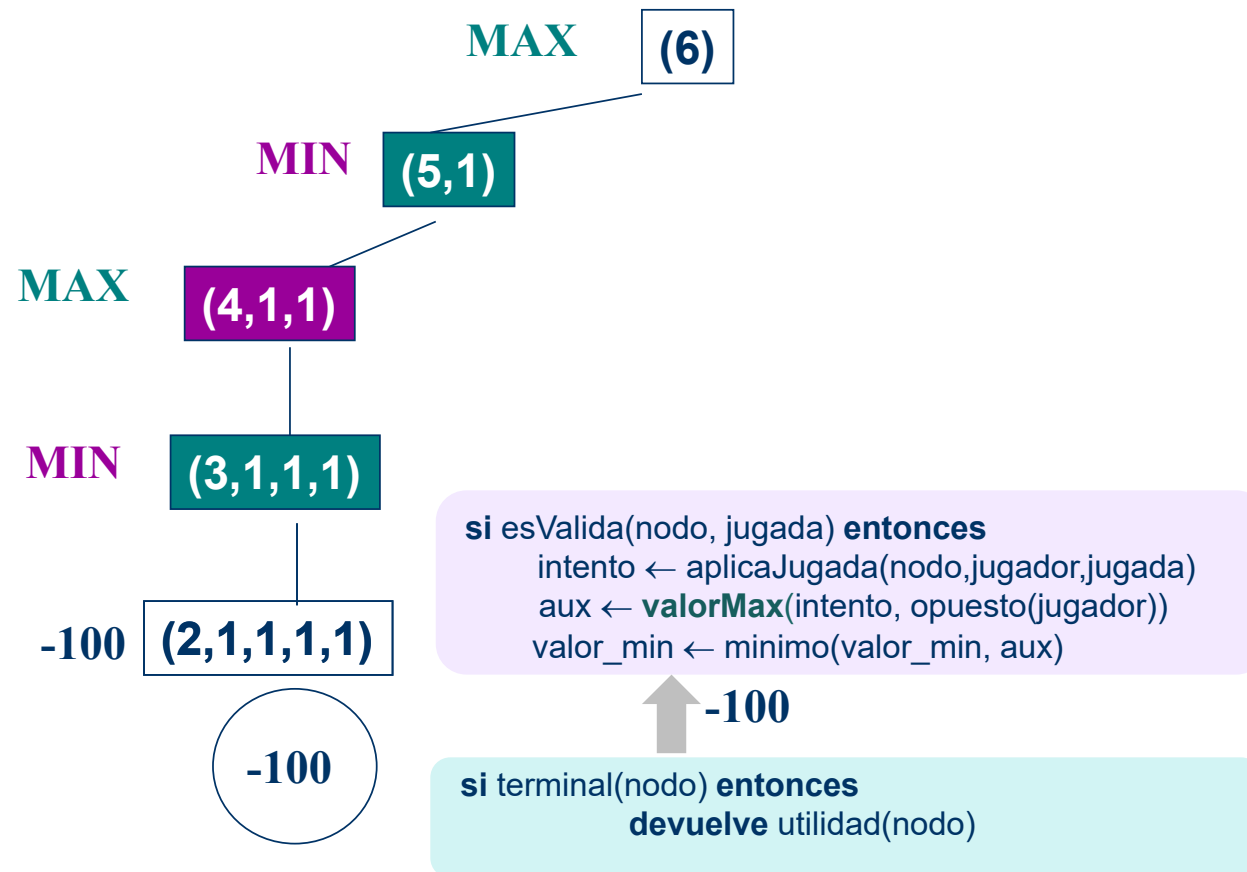 MAX (6)
MIN (5,1)
MAX (4,1,1)
MIN (3,1,1,1)
si esValida(nodo, jugada) entonces
intento ← aplicaJugada(nodo,jugador,jugada)
aux ← valorMax(intento, opuesto(jugador))
valor_min ← minimo(valor_min, aux)
-100 (2,1,1,1,1)
-100
-100
si terminal(nodo) entonces
devuelve utilidad(nodo)